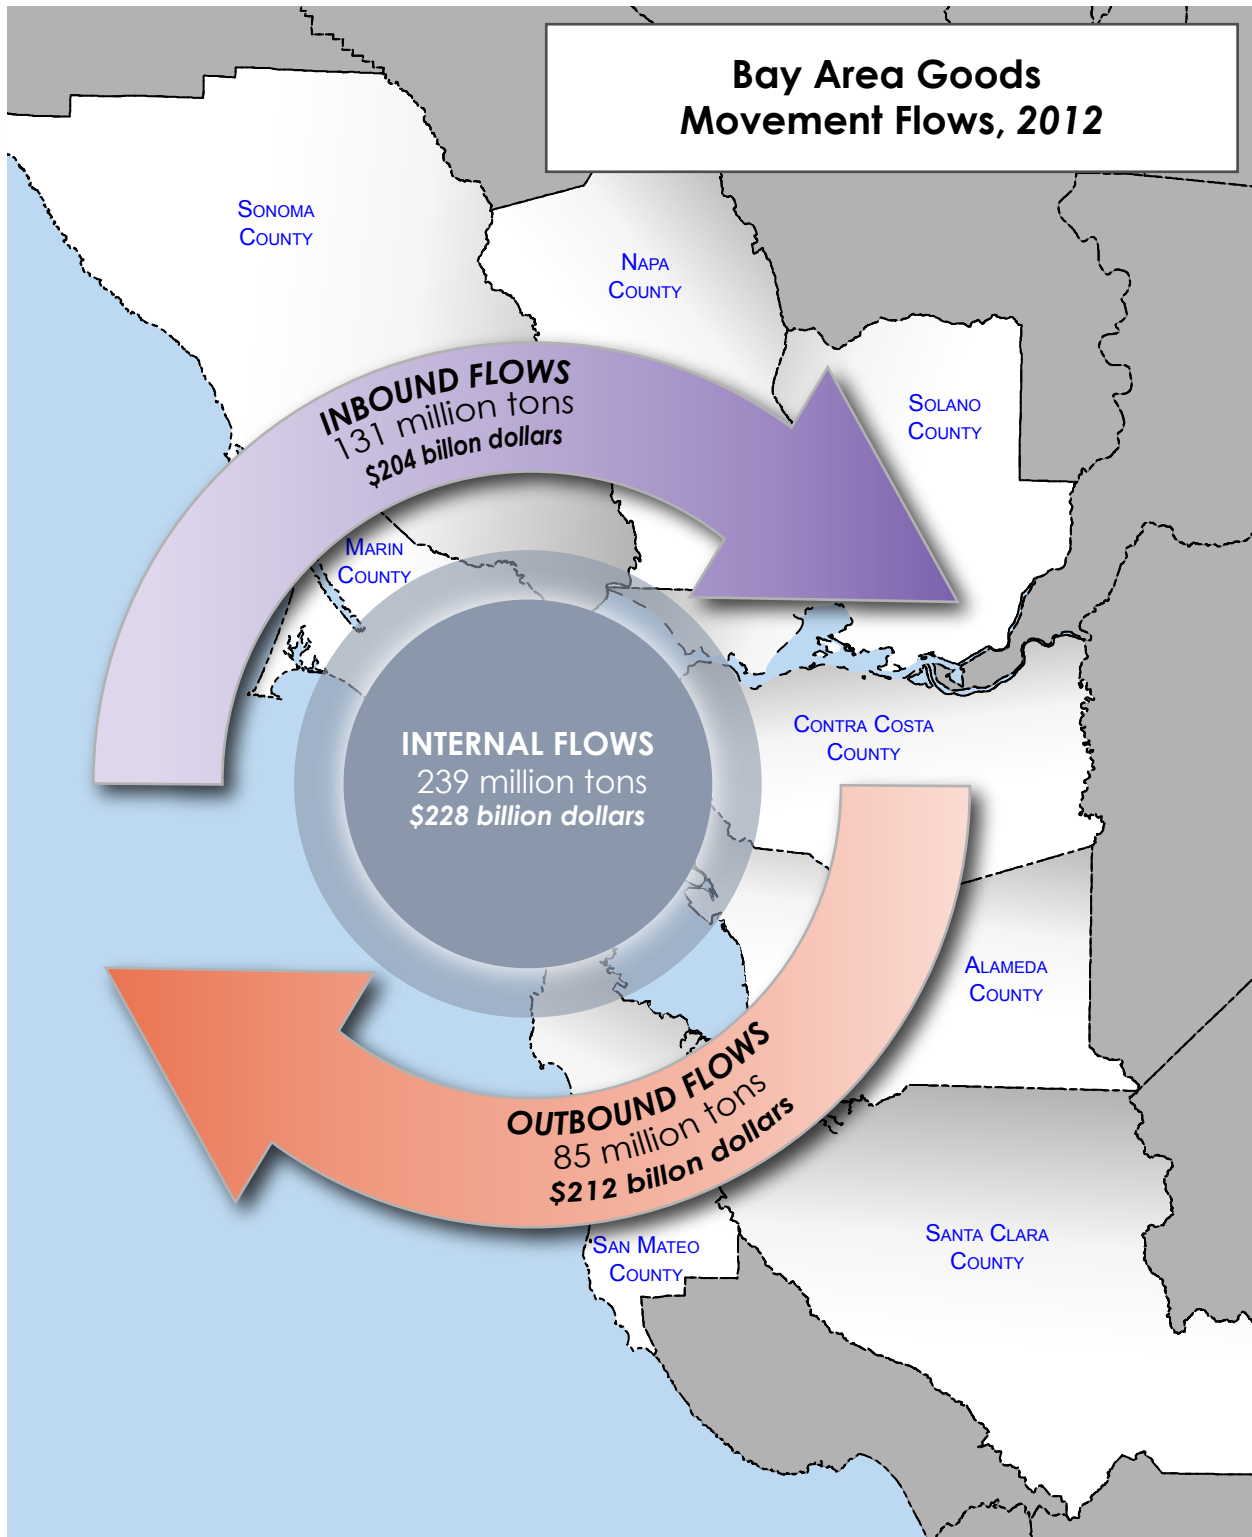 Bay Area Goods
Movement Flows, 2012
SONOMA
COUNTY
NAPA
COUNTY
SOLANO
COUNTY
INBOUND FLOWS
131 million tons
$204 billon dollars
MARIN
COUNTY
CONTRA COSTA
COUNTY
INTERNAL FLOWS
239 million tons
$228 billion dollars
ALAMEDA
COUNTY
OUTBOUND FLOWS
85 million tons
$212 billon dollars
SAN MATEO
COUNTY
SANTA CLARA
COUNTY